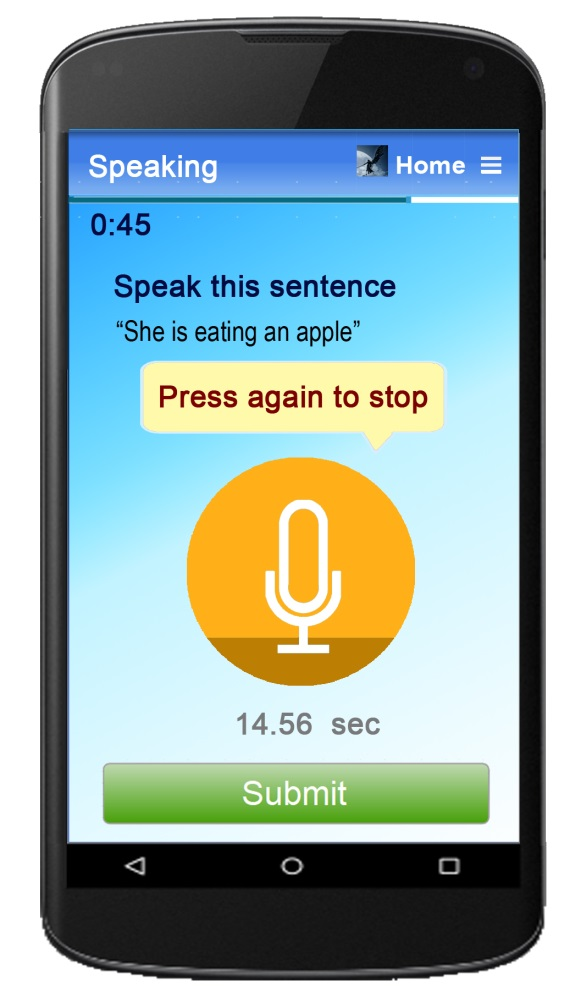 Speaking Home
0:45
Speak this sentence
“She is eating an apple”
Press again to stop
14.56 sec
Submit